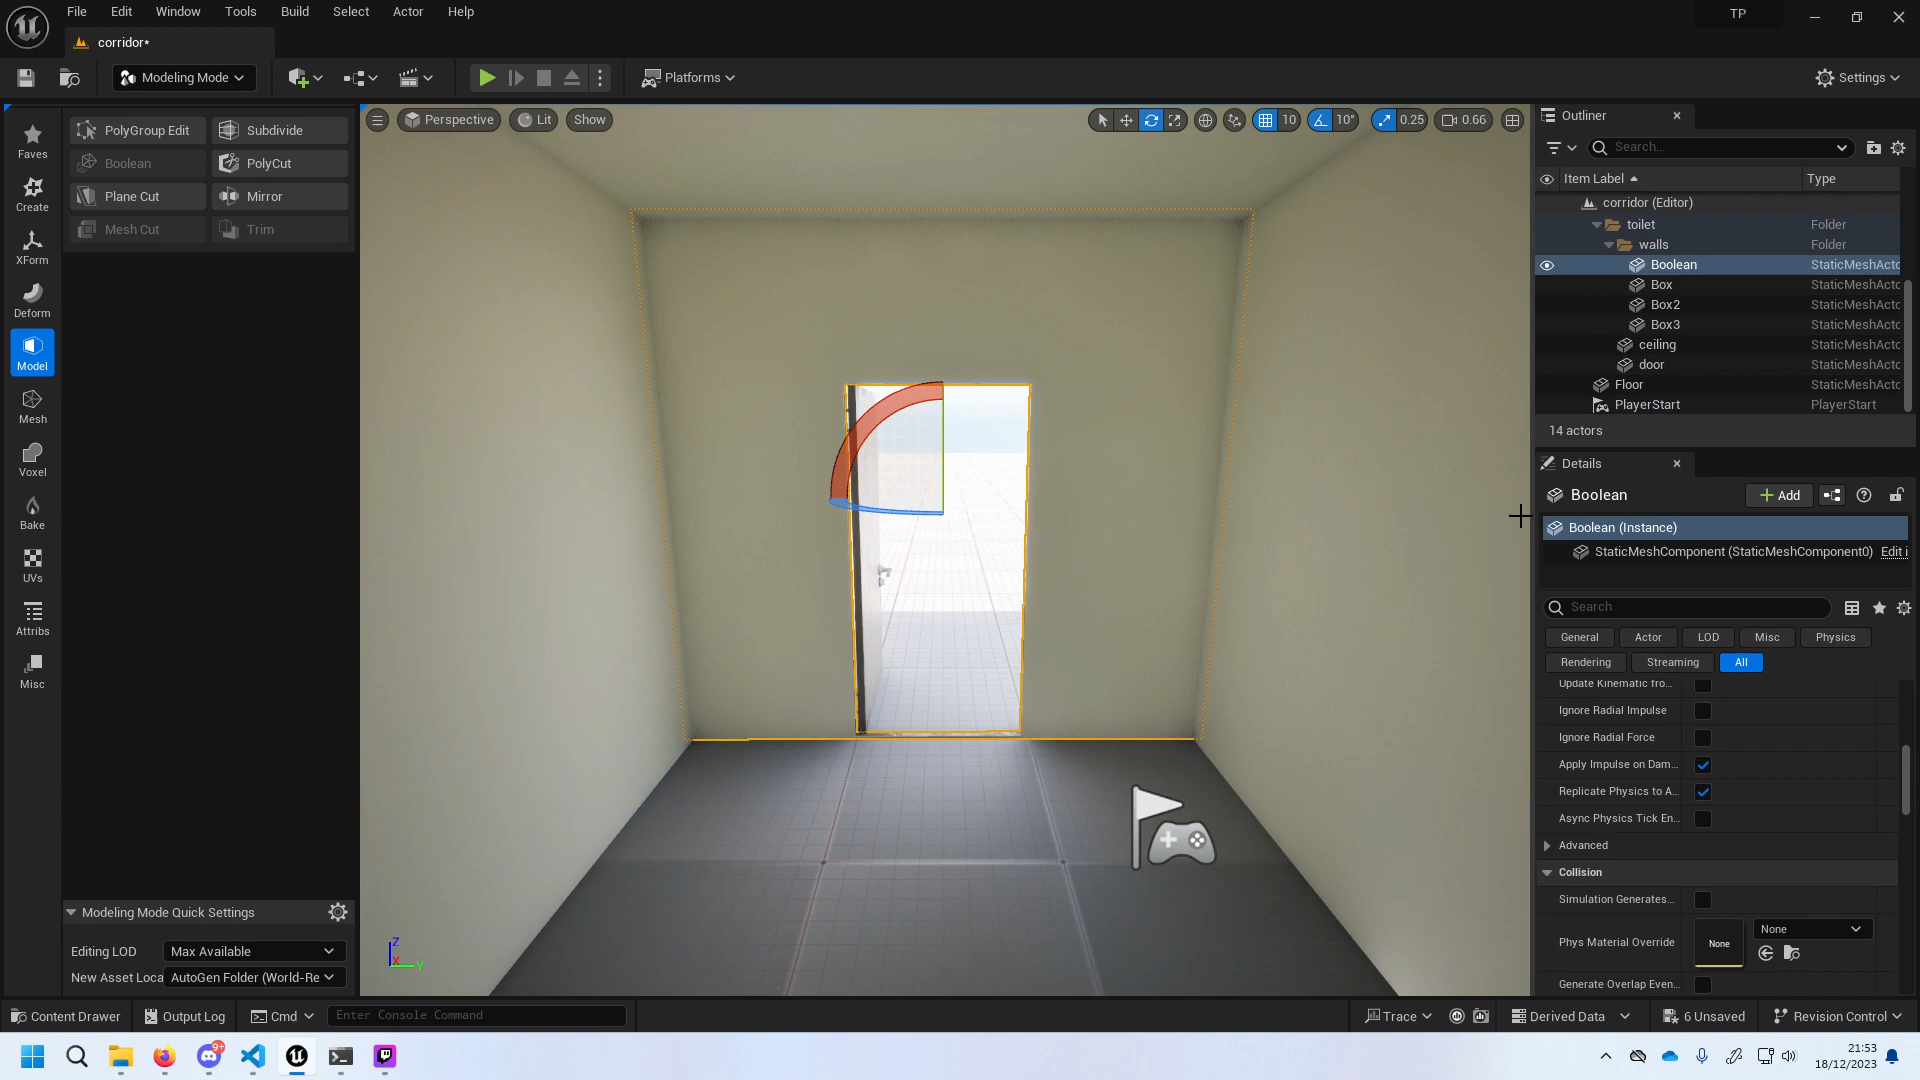 File Edit Window Tools Build Select Actor Help
TP
corridor*
Modeling Mode
Platforms
Settings
PolyGroup Edit
Subdivide
Boolean
PolyCut
Plane Cut
Mirror
Mesh Cut
Trim
Faves
Create
XForm
Deform
Model
Mesh
Voxel
Bake
UVs
Attribs
Misc
Modeling Mode Quick Settings
Editing LOD Max Available
New Asset Loca AutoGen Folder (World-Re
Perspective Lit Show
10 10° 0.25 0.66
Z
X
Y
Outliner
Search...
Item Label Type
corridor (Editor)
toilet Folder
walls Folder
Boolean StaticMeshActo
Box StaticMeshActo
Box2 StaticMeshActo
Box3 StaticMeshActo
ceiling StaticMeshActo
door StaticMeshActo
Floor StaticMeshActo
PlayerStart PlayerStart
14 actors
Details
Boolean Add
Boolean (Instance)
StaticMeshComponent (StaticMeshComponent0) Edit i
Search
General Actor LOD Misc Physics
Rendering Streaming All
Update Kinematic fro...
Ignore Radial Impulse
Ignore Radial Force
Apply Impulse on Dam...
Replicate Physics to A...
Async Physics Tick En...
Advanced
Collision
Simulation Generates...
Phys Material Override None None
Generate Overlap Even...
Content Drawer Output Log Cmd Enter Console Command
Trace Derived Data 6 Unsaved Revision Control
9+
21:53
18/12/2023